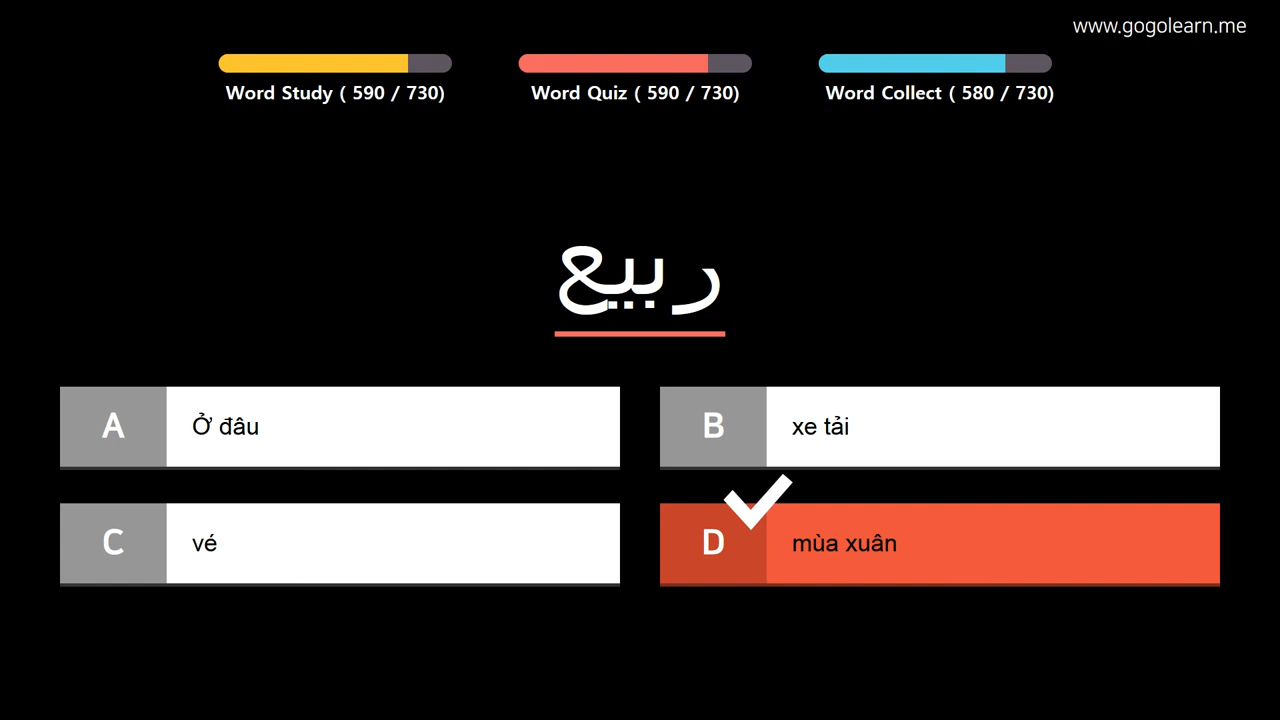 www.gogolearn.me
Word Study ( 590 / 730)
Word Quiz ( 590 / 730)
Word Collect ( 580 / 730)
ربيع
A
Ở đâu
B
xe tải
C
vé
D
mùa xuân